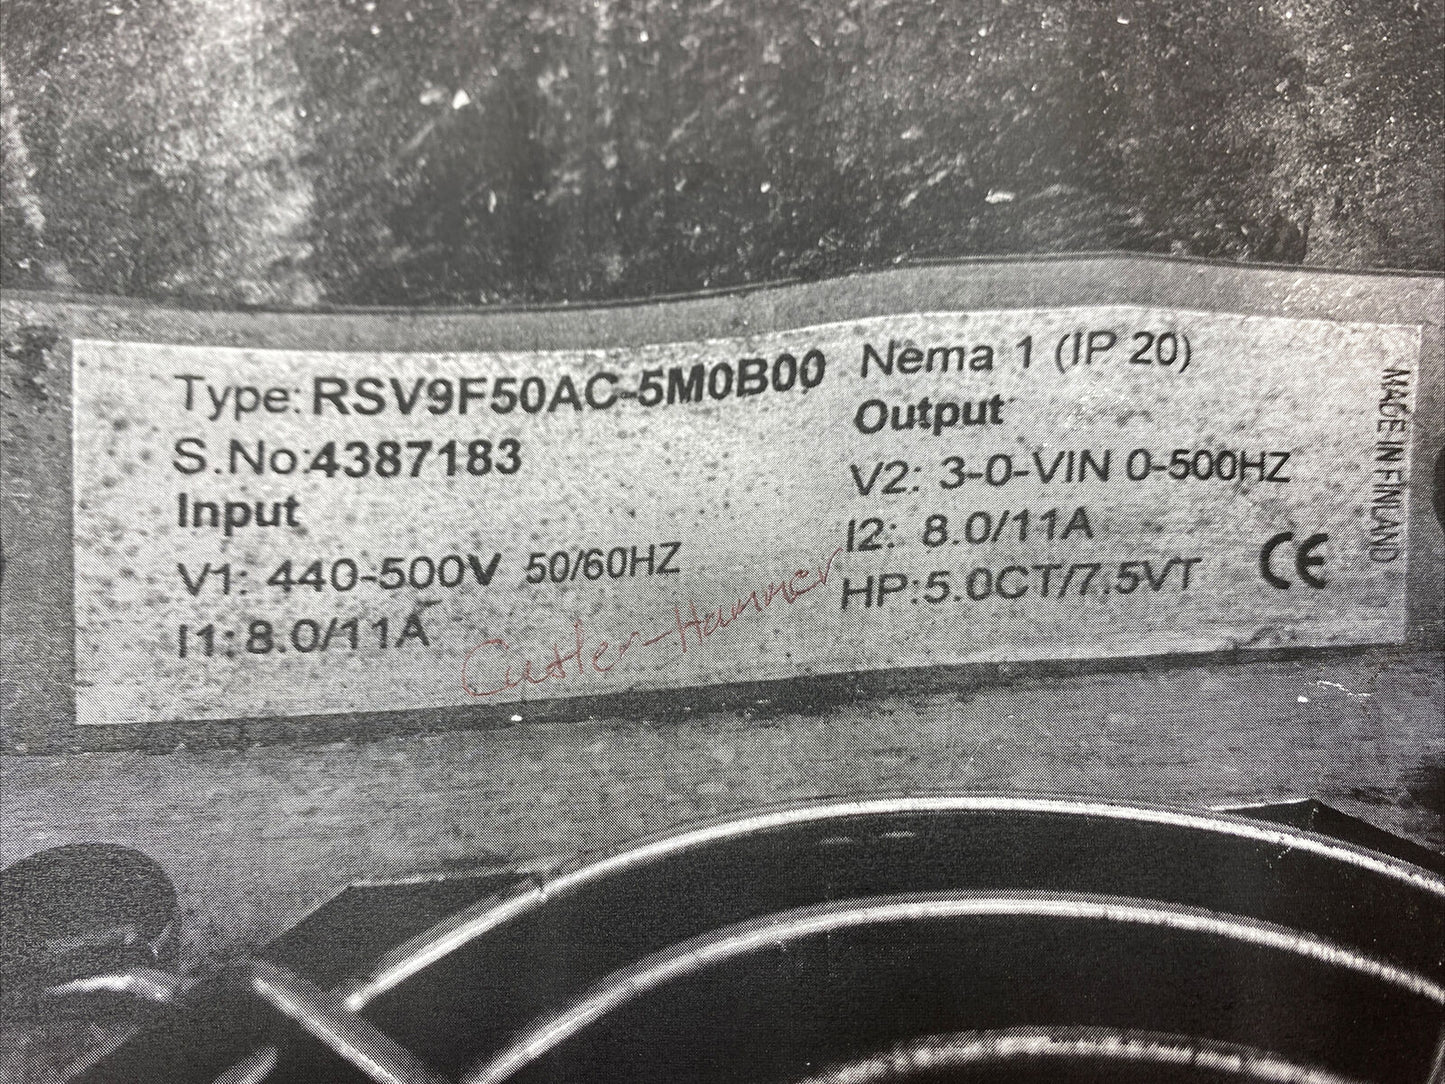 Type: RSV9F50AC-5M0B00
S.No:4387183
Input
V1: 440-500V 50/60HZ
I1: 8.0/11A
Cutler-Hammer
Nema 1 (IP 20)
Output
V2: 3-0-VIN 0-500HZ
I2: 8.0/11A
HP:5.0CT/7.5VT
CE
MADE IN FINLAND